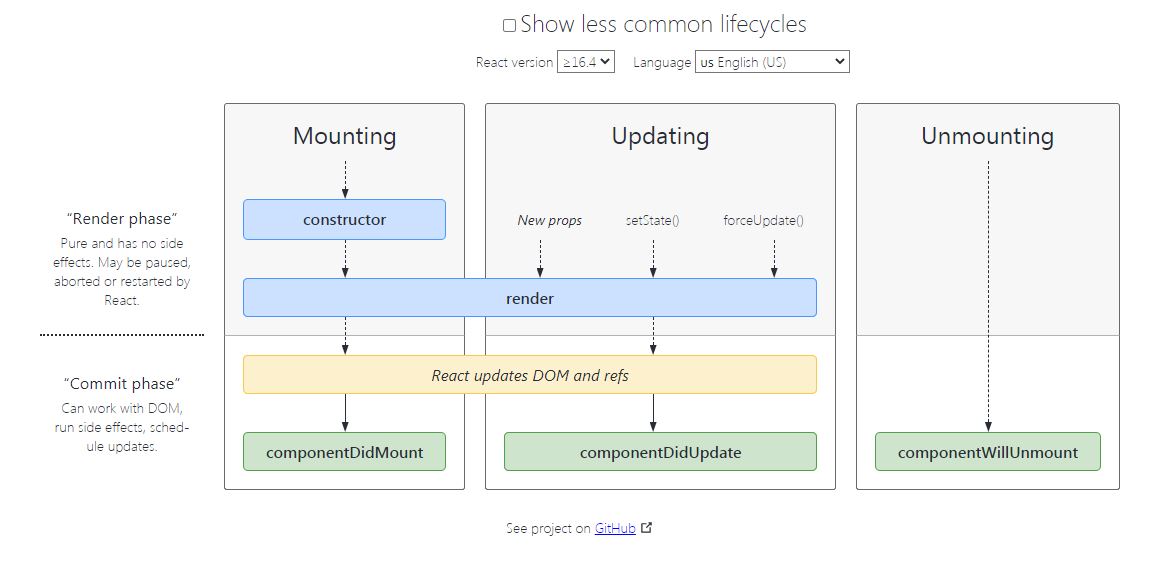 Show less common lifecycles
React version ≥16.4 Language us English (US)
Mounting Updating Unmounting
“Render phase”
Pure and has no side
effects. May be paused,
aborted or restarted by
React.
constructor
New props setState() forceUpdate()
render
“Commit phase”
Can work with DOM,
run side effects, sched-
ule updates.
React updates DOM and refs
componentDidMount componentDidUpdate componentWillUnmount
See project on GitHub